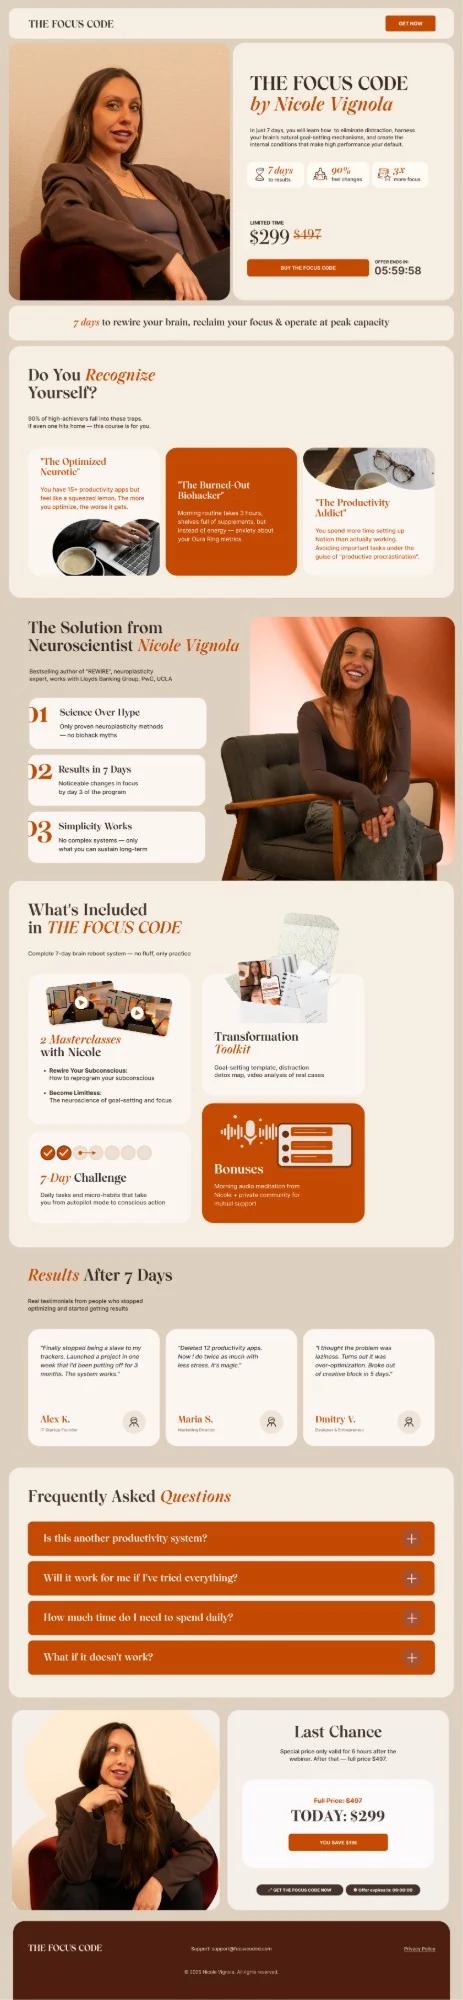 THE FOCUS CODE
GET NOW
THE FOCUS CODE
by Nicole Vignola
In just 7 days, you will learn how to eliminate distraction, harness
your brain's natural goal-setting mechanisms, and create the
internal conditions that make high performance your default.
7 days
to results
90%
feel changes
3x
more focus
LIMITED TIME
$299 $497
BUY THE FOCUS CODE
OFFER ENDS IN:
05:59:58
7 days to rewire your brain, reclaim your focus & operate at peak capacity
Do You Recognize
Yourself?
90% of high-achievers fall into these traps.
If even one hits home — this course is for you.
"The Optimized
Neurotic"
You have 15+ productivity apps but
feel like a squeezed lemon. The more
you optimize, the worse it gets.
"The Burned-Out
Biohacker"
Morning routine takes 3 hours,
shelves full of supplements, but
instead of energy — anxiety about
your Oura Ring metrics.
"The Productivity
Addict"
You spend more time setting up
Notion than actually working.
Avoiding important tasks under the
guise of "productive procrastination".
The Solution from
Neuroscientist Nicole Vignola
Bestselling author of "REWIRE", neuroplasticity
expert, works with Lloyds Banking Group, PwC, UCLA
01
Science Over Hype
Only proven neuroplasticity methods
— no biohack myths
02
Results in 7 Days
Noticeable changes in focus
by day 3 of the program
03
Simplicity Works
No complex systems — only
what you can sustain long-term
What's Included
in THE FOCUS CODE
Complete 7-day brain reboot system — no fluff, only practice
2 Masterclasses
with Nicole
• Rewire Your Subconscious:
How to reprogram your subconscious
• Become Limitless:
The neuroscience of goal-setting and focus
Transformation
Toolkit
Goal-setting template, distraction
detox map, video analysis of real cases
7-Day Challenge
Daily tasks and micro-habits that take
you from autopilot mode to conscious action
Bonuses
Morning audio meditation from
Nicole + private community for
mutual support
Results After 7 Days
Real testimonials from people who stopped
optimizing and started getting results
"Finally stopped being a slave to my
trackers. Launched a project in one
week that I'd been putting off for 3
months. The system works."
Alex K.
IT Startup Founder
"Deleted 12 productivity apps.
Now I do twice as much with
less stress. It's magic."
Maria S.
Marketing Director
"I thought the problem was
laziness. Turns out it was
over-optimization. Broke out
of creative block in 5 days."
Dmitry V.
Designer & Entrepreneur
Frequently Asked Questions
Is this another productivity system?
Will it work for me if I've tried everything?
How much time do I need to spend daily?
What if it doesn't work?
Last Chance
Special price only valid for 6 hours after the
webinar. After that — full price $497.
Full Price: $497
TODAY: $299
YOU SAVE $198
GET THE FOCUS CODE NOW
Offer expires in: 00:00:00
THE FOCUS CODE
Support: support@focuscoded.com
Privacy Policy
© 2025 Nicole Vignola. All rights reserved.